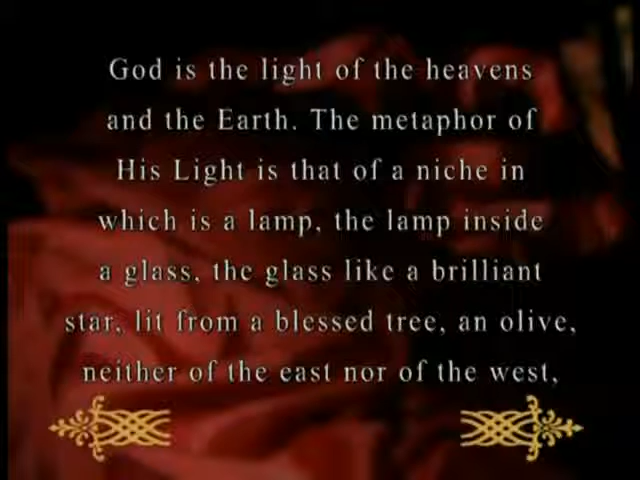 God is the light of the heavens
and the Earth. The metaphor of
His Light is that of a niche in
which is a lamp, the lamp inside
a glass, the glass like a brilliant
star, lit from a blessed tree, an olive,
neither of the east nor of the west,